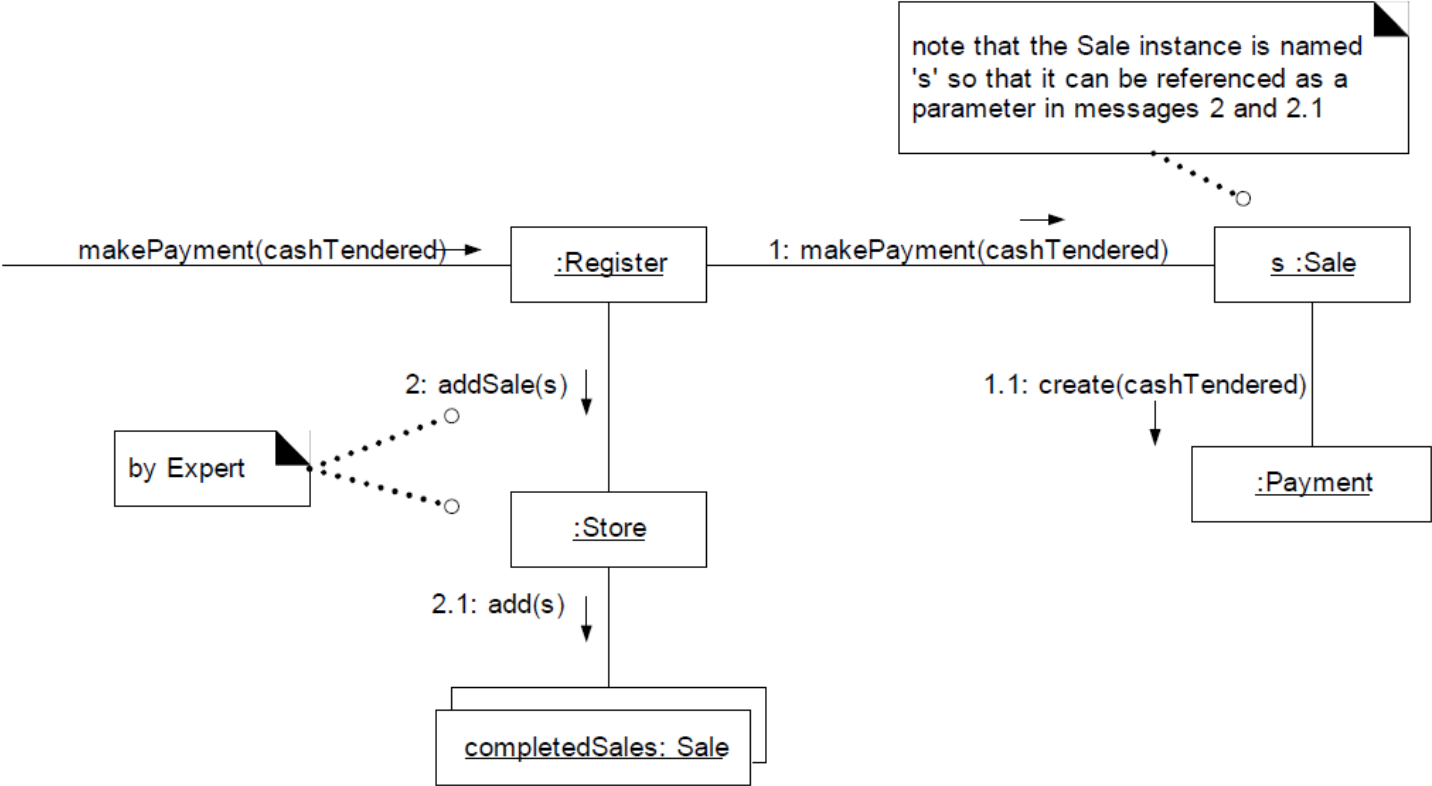 note that the Sale instance is named
's' so that it can be referenced as a
parameter in messages 2 and 2.1
makePayment(cashTendered)
:Register
1: makePayment(cashTendered)
s :Sale
2: addSale(s)
1.1: create(cashTendered)
by Expert
:Payment
:Store
2.1: add(s)
completedSales: Sale